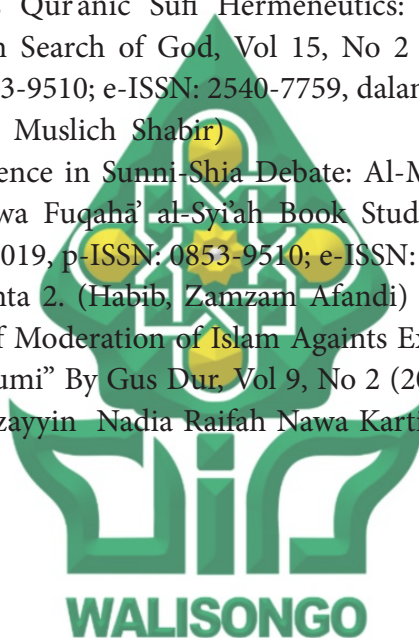 Qur'anic Sufi Hermeneutics:
Search of God, Vol 15, No 2
3-9510; e-ISSN: 2540-7759, dalam
Muslich Shabir)
ence in Sunni-Shia Debate: Al-M
wa Fuqahā' al-Syi'ah Book Stud
2019, p-ISSN: 0853-9510; e-ISSN:
nta 2. (Habib, Zamzam Afandi)
f Moderation of Islam Againts Ex
umi” By Gus Dur, Vol 9, No 2 (20
zayyin Nadia Raifah Nawa Karti
WALISONGO